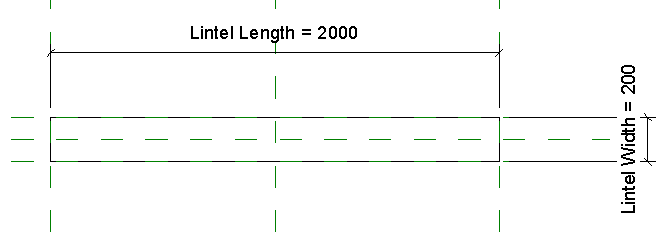 Lintel Length = 2000
Lintel Width = 200